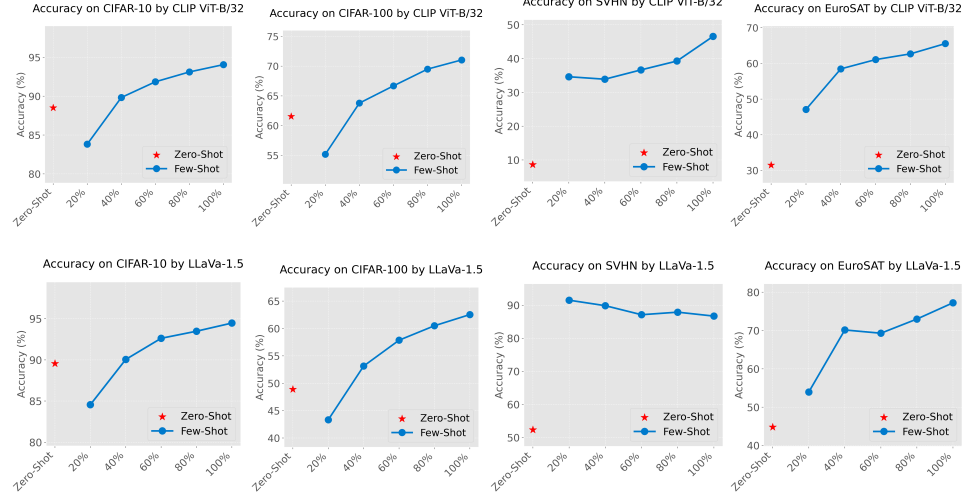 Accuracy on CIFAR-10 by CLIP ViT-B/32
Accuracy (%)
95
90
85
80
Zero-Shot
Few-Shot
Zero-Shot
20%
40%
60%
80%
100%
Accuracy on CIFAR-100 by CLIP ViT-B/32
Accuracy (%)
75
70
65
60
55
Zero-Shot
Few-Shot
Zero-Shot
20%
40%
60%
80%
100%
Accuracy on SVHN by CLIP ViT-B/32
Accuracy (%)
50
40
30
20
10
Zero-Shot
Few-Shot
Zero-Shot
20%
40%
60%
80%
100%
Accuracy on EuroSAT by CLIP ViT-B/32
Accuracy (%)
70
60
50
40
30
Zero-Shot
Few-Shot
Zero-Shot
20%
40%
60%
80%
100%
Accuracy on CIFAR-10 by LLaVa-1.5
Accuracy (%)
95
90
85
80
Zero-Shot
Few-Shot
Zero-Shot
20%
40%
60%
80%
100%
Accuracy on CIFAR-100 by LLaVa-1.5
Accuracy (%)
65
60
55
50
45
40
Zero-Shot
Few-Shot
Zero-Shot
20%
40%
60%
80%
100%
Accuracy on SVHN by LLaVa-1.5
Accuracy (%)
90
80
70
60
50
Zero-Shot
Few-Shot
Zero-Shot
20%
40%
60%
80%
100%
Accuracy on EuroSAT by LLaVa-1.5
Accuracy (%)
80
70
60
50
40
Zero-Shot
Few-Shot
Zero-Shot
20%
40%
60%
80%
100%